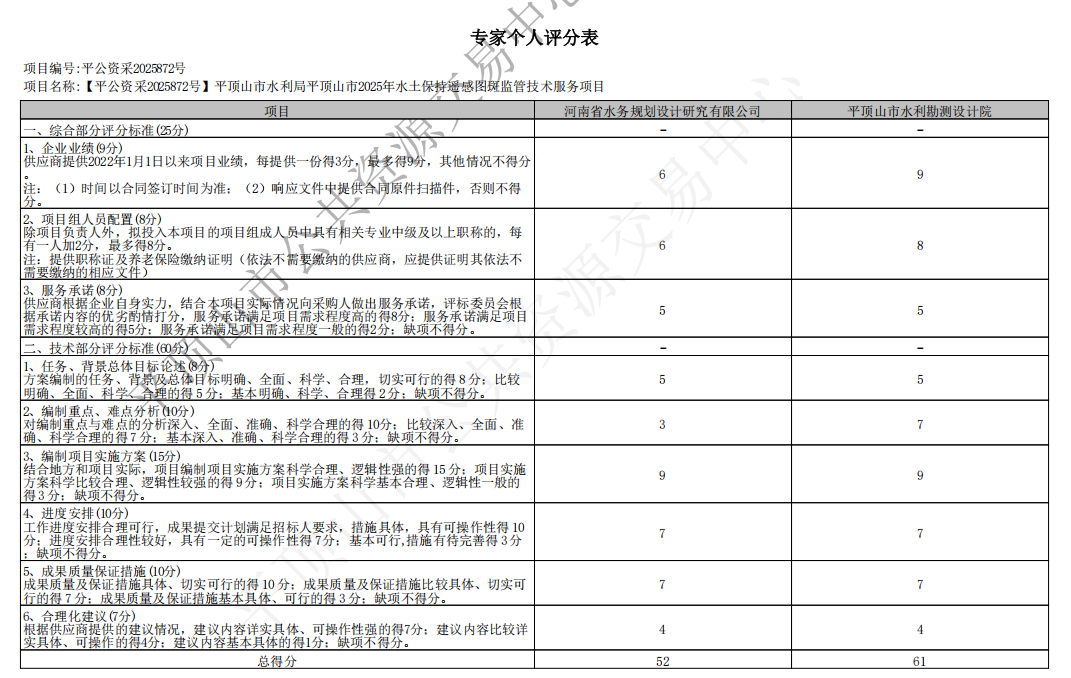 专家个人评分表
项目编号:平公资采2025872号
项目名称:【平公资采2025872号】平顶山市水利局平顶山市2025年水土保持遥感图斑监管技术服务项目
项目 河南省水务规划设计研究有限公司 平顶山市水利勘测设计院
一、综合部分评分标准(25分) - -
1、企业业绩(9分)
供应商提供2022年1月1日以来项目业绩，每提供一份得3分，最多得9分，其他情况不得分
。
注：（1）时间以合同签订时间为准；（2）响应文件中提供合同原件扫描件，否则不得
分。
6 9
2、项目组人员配置(8分)
除项目负责人外，拟投入本项目的项目组成人员中具有相关专业中级及以上职称的，每
有一人加2分，最多得8分。
注：提供职称证及养老保险缴纳证明（依法不需要缴纳的供应商，应提供证明其依法不
需要缴纳的相应文件）
6 8
3、服务承诺(8分)
供应商根据企业自身实力，结合本项目实际情况向采购人做出服务承诺，评标委员会根
据承诺内容的优劣酌情打分，服务承诺满足项目需求程度高的得8分；服务承诺满足项目
需求程度较高的得5分；服务承诺满足项目需求程度一般的得2分；缺项不得分。
5 5
二、技术部分评分标准(60分) - -
1、任务、背景总体目标论述(8分)
方案编制的任务、背景及总体目标明确、全面、科学、合理，切实可行的得 8 分；比较
明确、全面、科学、合理的得 5 分；基本明确、科学、合理得 2 分；缺项不得分。
5 5
2、编制重点、难点分析(10分)
对编制重点与难点的分析深入、全面、准确、科学合理的得 10分；比较深入、全面、准
确、科学合理的得 7 分；基本深入、准确、科学合理的得 3 分；缺项不得分。
3 7
3、编制项目实施方案(15分)
结合地方和项目实际，项目编制项目实施方案科学合理、逻辑性强的得 15 分；项目实施
方案科学比较合理、逻辑性较强的得 9 分；项目实施方案科学基本合理、逻辑性一般的
得 3 分；缺项不得分。
9 9
4、进度安排(10分)
工作进度安排合理可行，成果提交计划满足招标人要求，措施具体，具有可操作性得 10
分；进度安排合理性较好，具有一定的可操作性得 7分；基本可行,措施有待完善得 3 分
；缺项不得分。
7 7
5、成果质量保证措施(10分)
成果质量及保证措施具体、切实可行的得 10 分；成果质量及保证措施比较具体、切实可
行的得 7 分；成果质量及保证措施基本具体、可行的得 3 分；缺项不得分。
7 7
6、合理化建议(7分)
根据供应商提供的建议情况，建议内容详实具体、可操作性强的得7分；建议内容比较详
实具体、可操作的得4分；建议内容基本具体的得1分；缺项不得分。
4 4
总得分 52 61
平顶山市公共资源交易中心
平顶山市公共资源交易中心